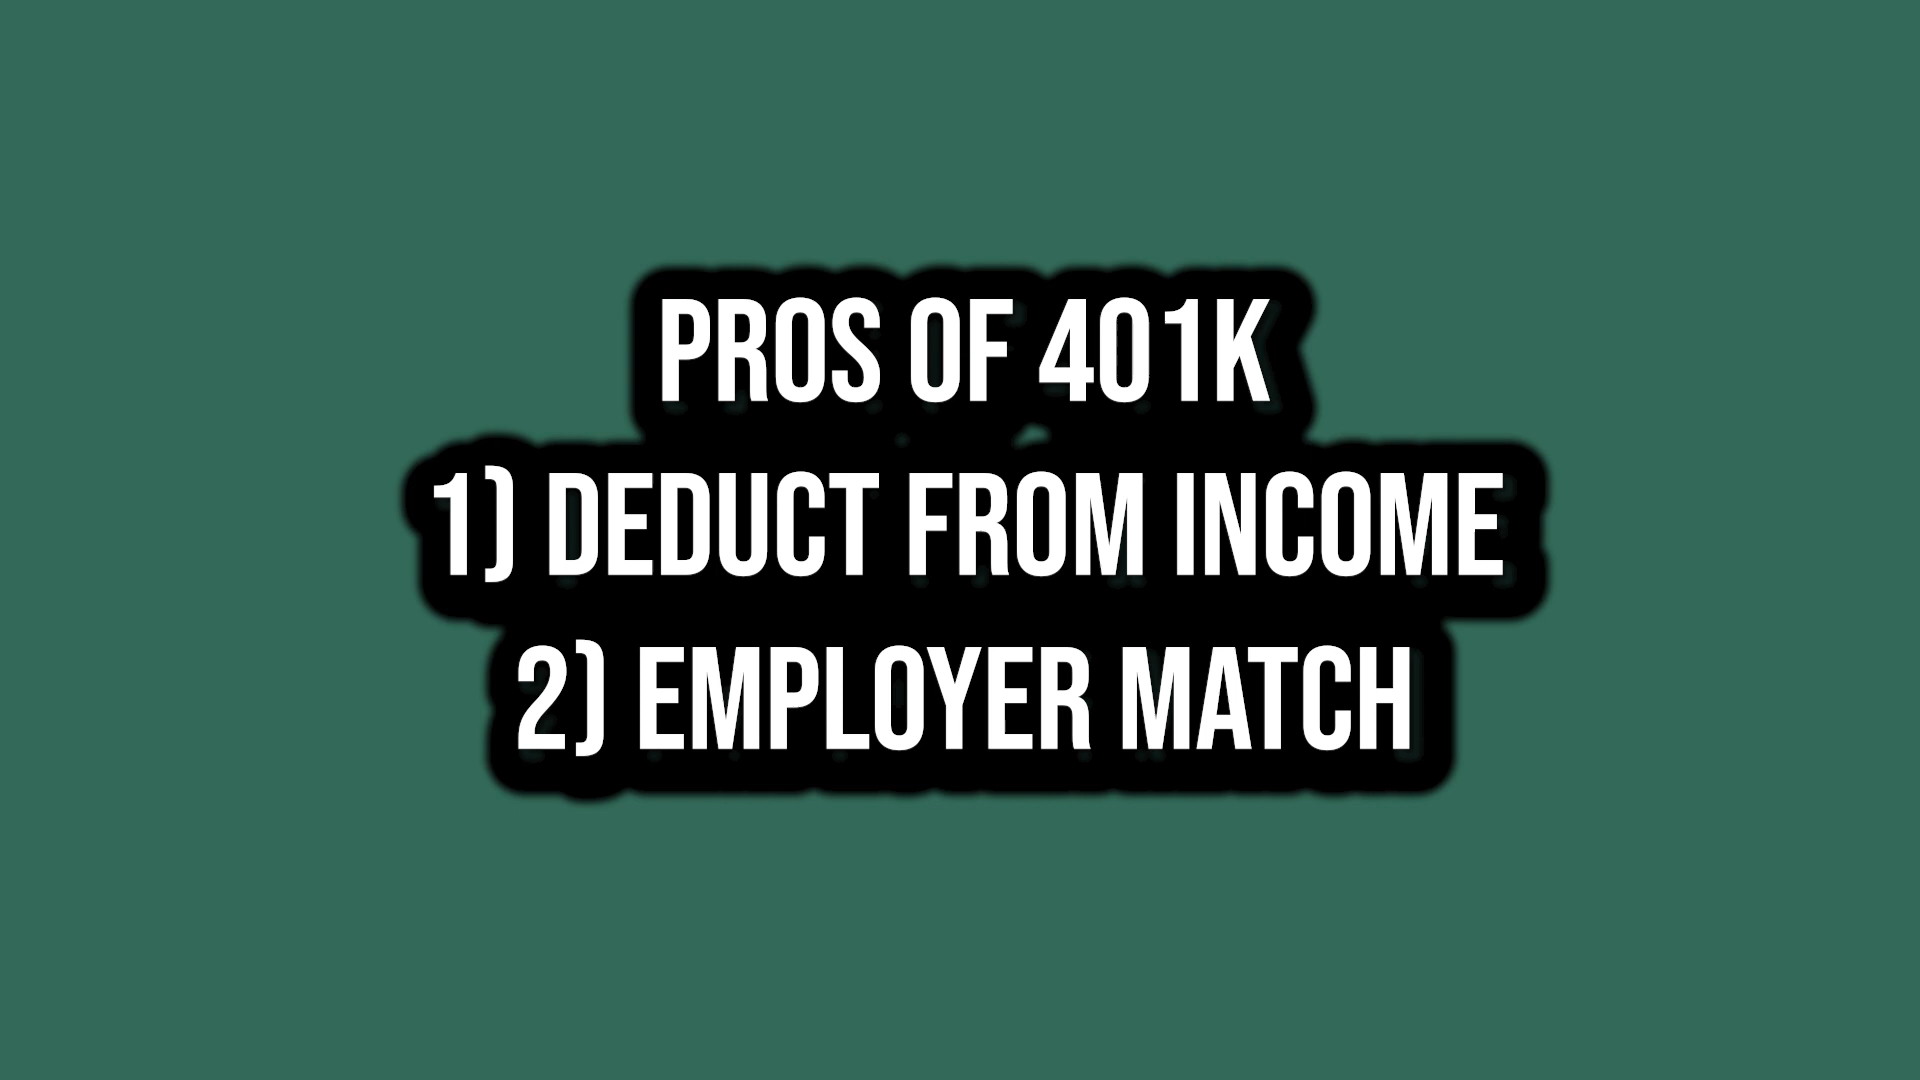 PROS OF 401K
1) DEDUCT FROM INCOME
2) EMPLOYER MATCH